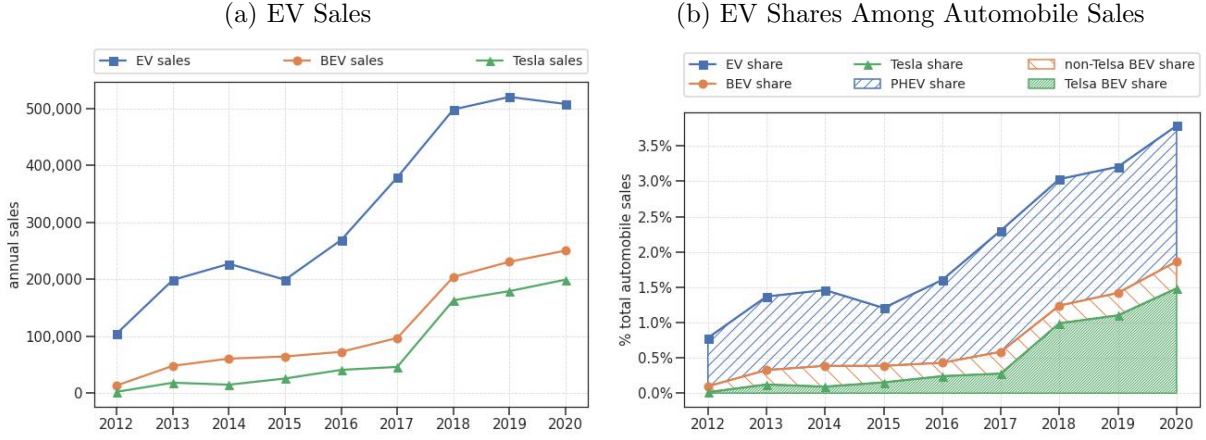 (a) EV Sales
EV sales BEV sales Tesla sales
500,000
400,000
300,000
200,000
100,000
0
annual sales
2012 2013 2014 2015 2016 2017 2018 2019 2020
(b) EV Shares Among Automobile Sales
EV share Tesla share non-Telsa BEV share
BEV share PHEV share Telsa BEV share
3.5%
3.0%
2.5%
2.0%
1.5%
1.0%
0.5%
0.0%
% total automobile sales
2012 2013 2014 2015 2016 2017 2018 2019 2020